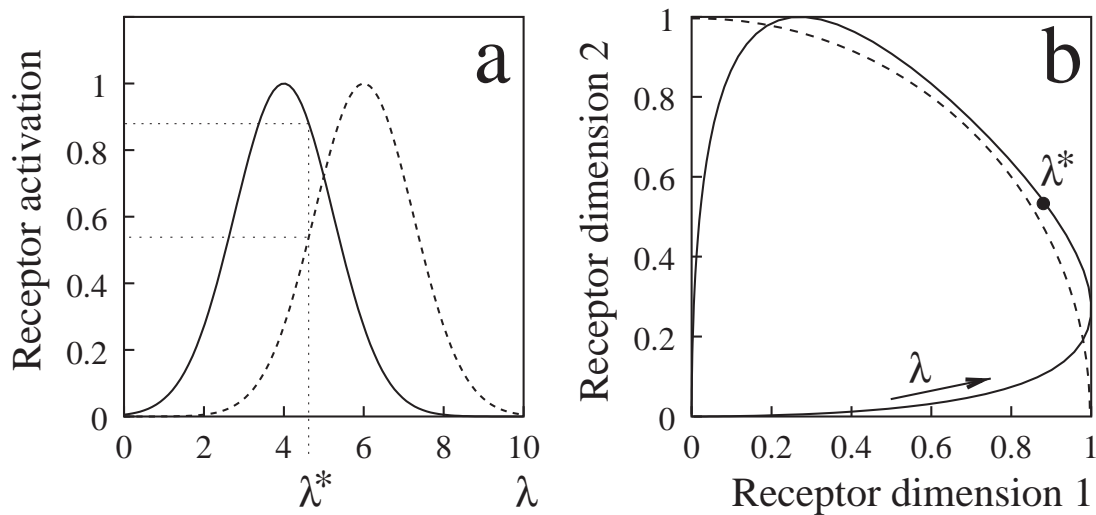 a
Receptor activation
1
0.8
0.6
0.4
0.2
0
0 2 4 6 8 10
λ* λ
b
Receptor dimension 2
1
0.8
0.6
0.4
0.2
0
λ*
λ
0 0.2 0.4 0.6 0.8 1
Receptor dimension 1